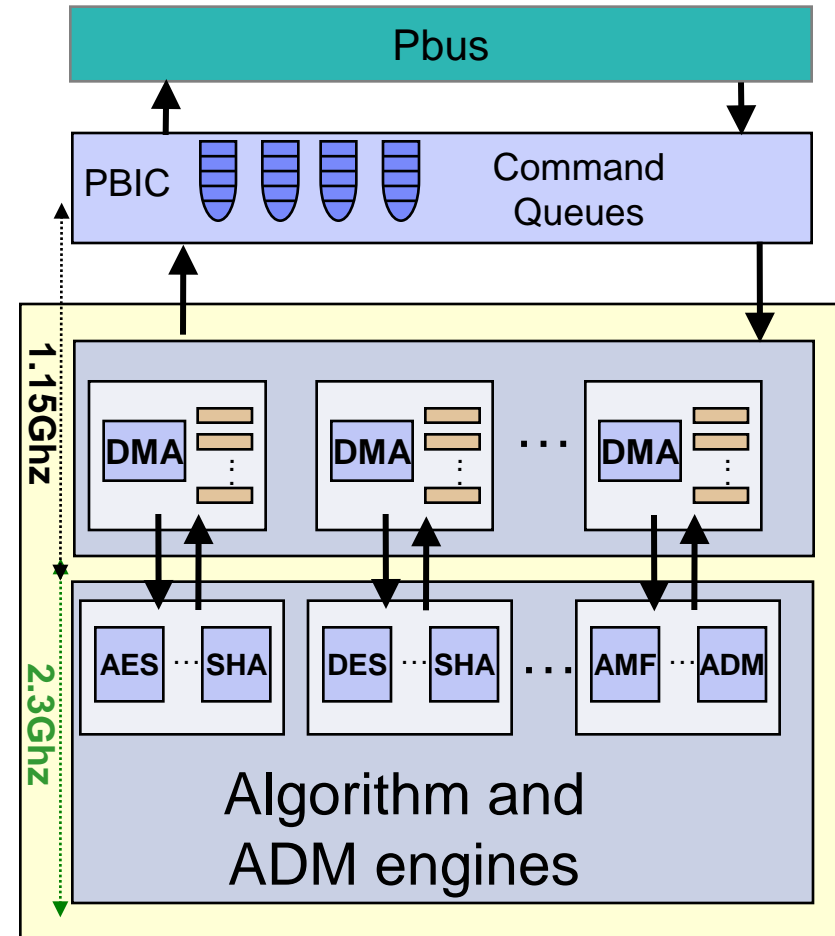 Pbus
PBIC
Command
Queues
1.15Ghz
DMA
DMA
...
DMA
AES ... SHA
DES ... SHA
...
AMF ... ADM
2.3Ghz
Algorithm and
ADM engines